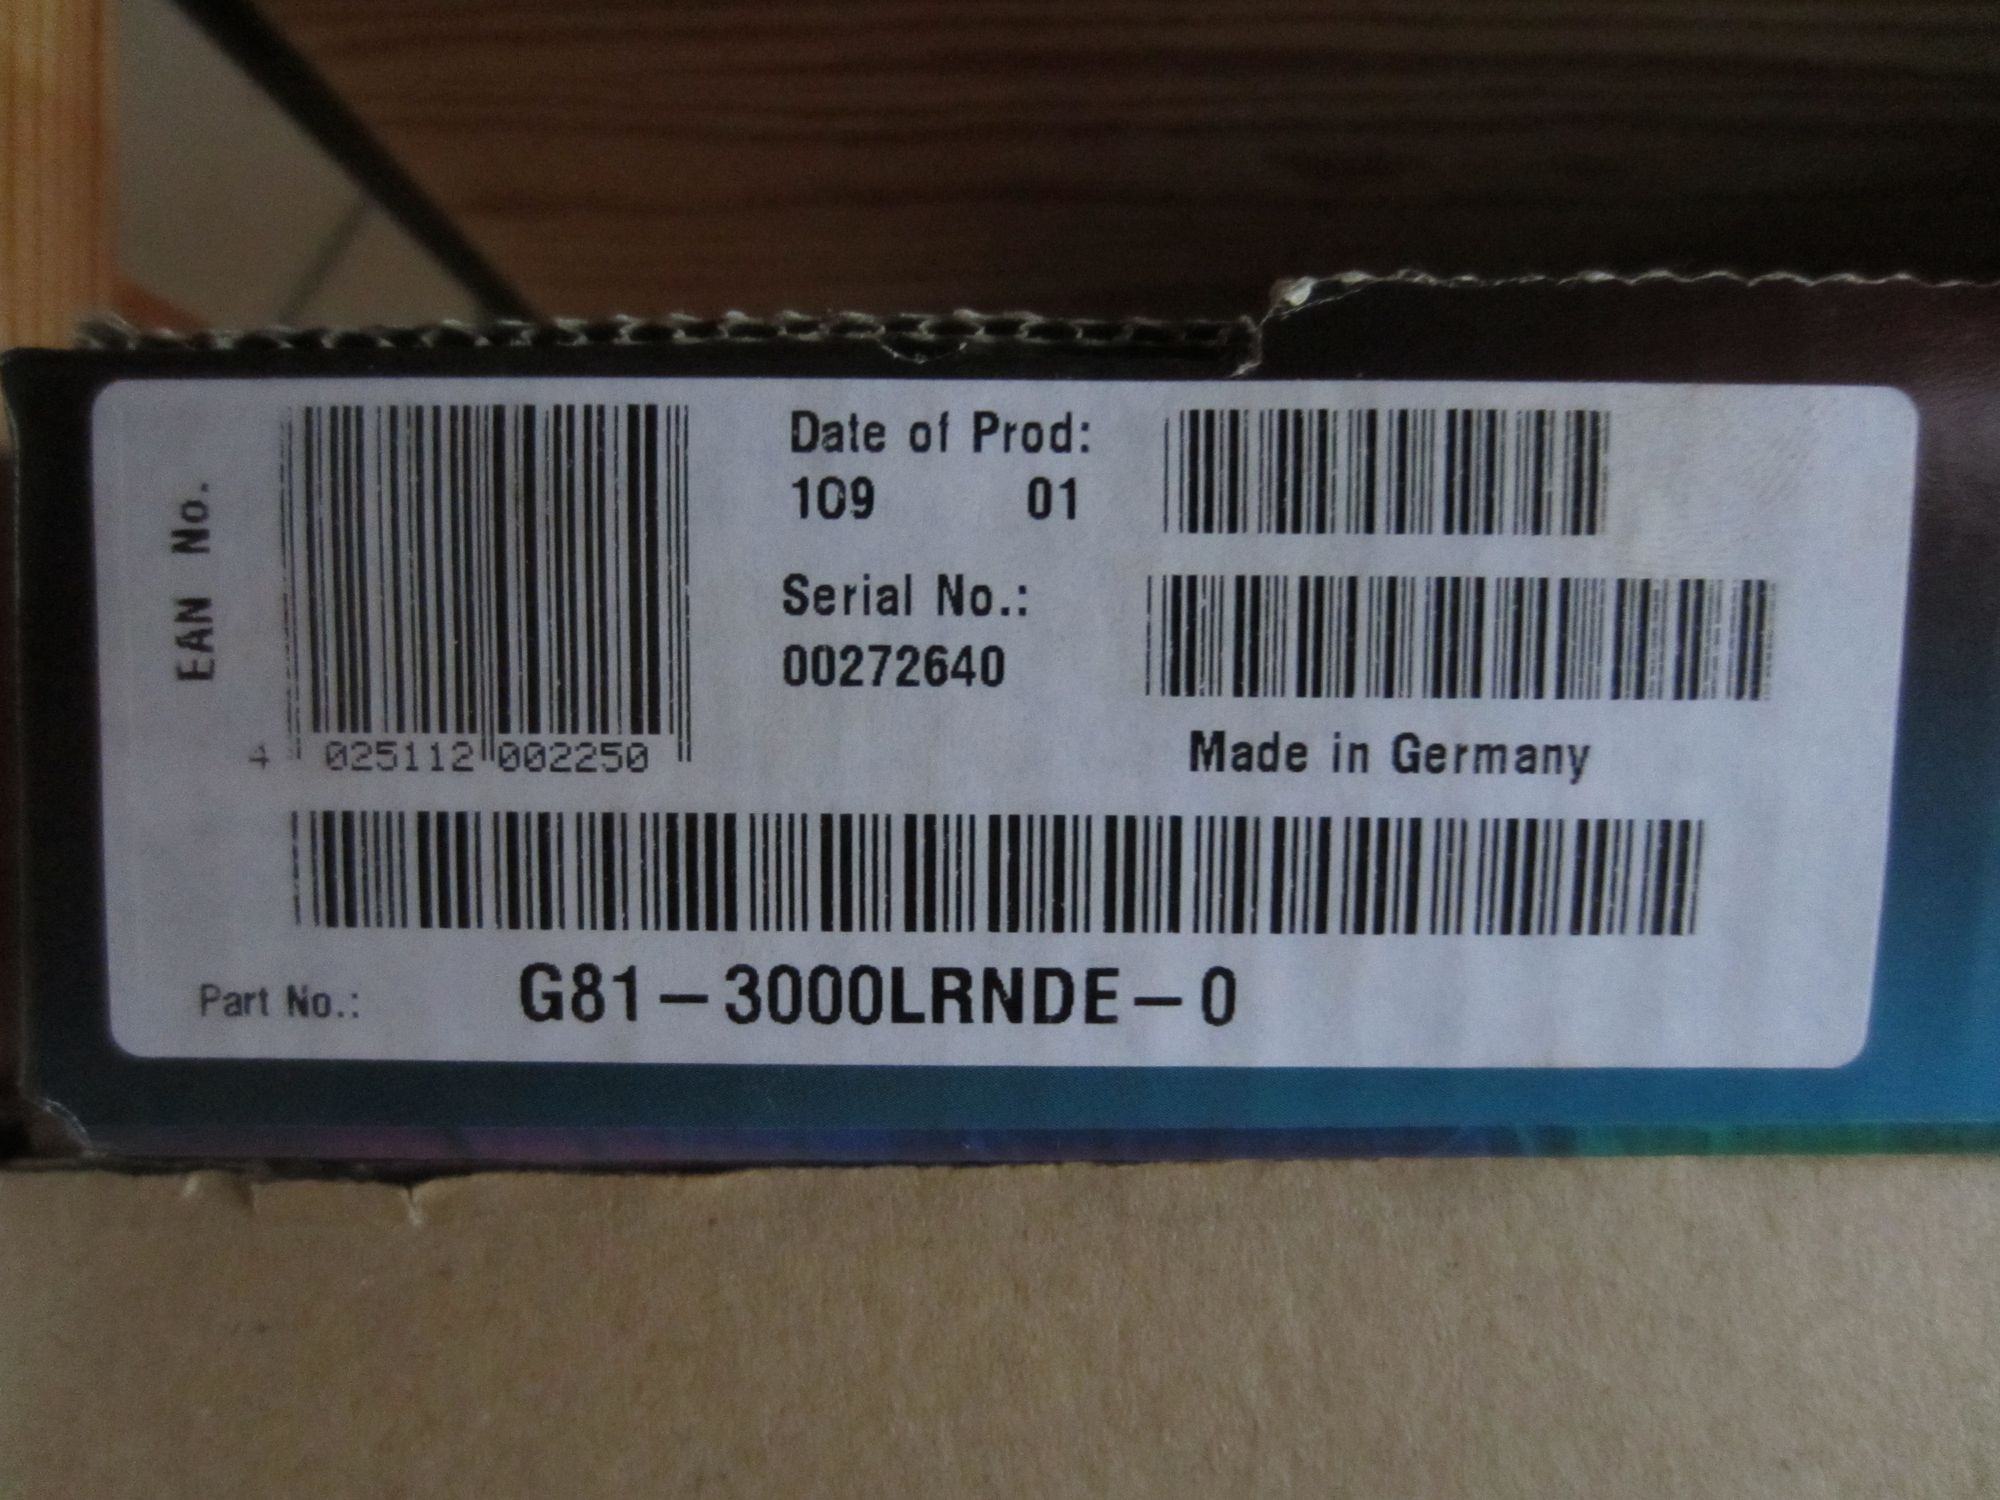 EAN No.
4 025112 002250
Date of Prod:
109 01
Serial No.:
00272640
Made in Germany
Part No.: G81-3000LRNDE-0